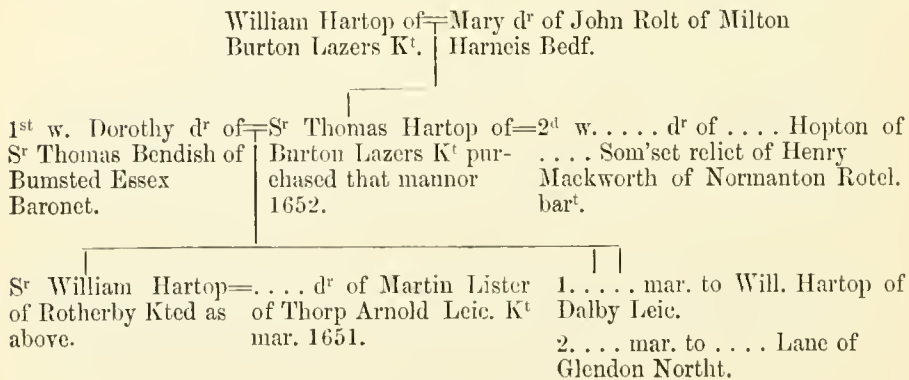 William Hartop of=Mary dʳ of John Rolt of Milton
Burton Lazers Kᵗ. Harneis Bedf.
1ˢᵗ w. Dorothy dʳ of=Sʳ Thomas Hartop of=2ᵈ w..... dʳ of .... Hopton of
Sʳ Thomas Bendish of Burton Lazers Kᵗ pur- .... Som'set relict of Henry
Bumsted Essex chased that mannor Mackworth of Normanton Rotel.
Baronet. 1652. barᵗ.
Sʳ William Hartop=.... dʳ of Martin Lister 1..... mar. to Will. Hartop of
of Rotherby Kted as of Thorp Arnold Leic. Kᵗ Dalby Leic.
above. mar. 1651. 2.... mar. to .... Lane of
Glendon Northt.